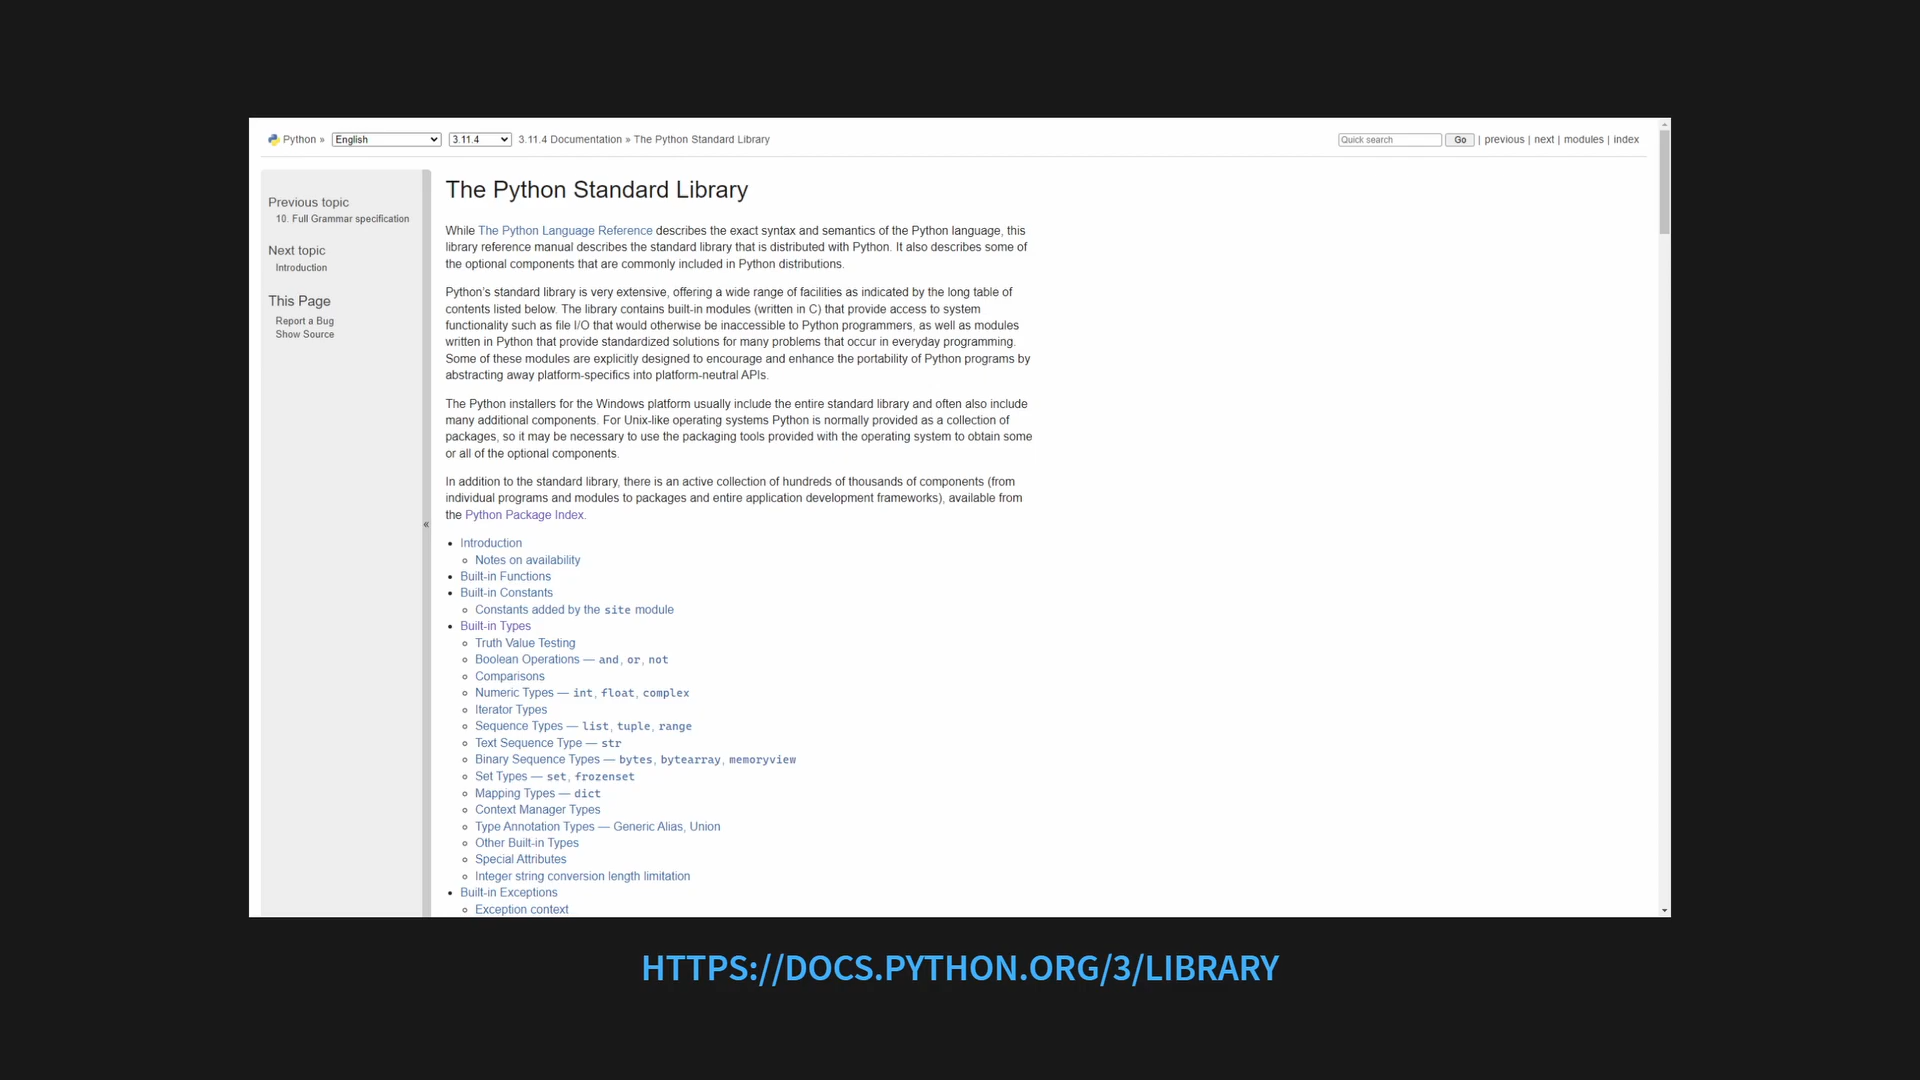 Python » English 3.11.4 3.11.4 Documentation » The Python Standard Library
Quick search Go | previous | next | modules | index
Previous topic
10. Full Grammar specification
Next topic
Introduction
This Page
Report a Bug
Show Source
«
The Python Standard Library
While The Python Language Reference describes the exact syntax and semantics of the Python language, this
library reference manual describes the standard library that is distributed with Python. It also describes some of
the optional components that are commonly included in Python distributions.
Python’s standard library is very extensive, offering a wide range of facilities as indicated by the long table of
contents listed below. The library contains built-in modules (written in C) that provide access to system
functionality such as file I/O that would otherwise be inaccessible to Python programmers, as well as modules
written in Python that provide standardized solutions for many problems that occur in everyday programming.
Some of these modules are explicitly designed to encourage and enhance the portability of Python programs by
abstracting away platform-specifics into platform-neutral APIs.
The Python installers for the Windows platform usually include the entire standard library and often also include
many additional components. For Unix-like operating systems Python is normally provided as a collection of
packages, so it may be necessary to use the packaging tools provided with the operating system to obtain some
or all of the optional components.
In addition to the standard library, there is an active collection of hundreds of thousands of components (from
individual programs and modules to packages and entire application development frameworks), available from
the Python Package Index.
• Introduction
◦ Notes on availability
• Built-in Functions
• Built-in Constants
◦ Constants added by the site module
• Built-in Types
◦ Truth Value Testing
◦ Boolean Operations — and, or, not
◦ Comparisons
◦ Numeric Types — int, float, complex
◦ Iterator Types
◦ Sequence Types — list, tuple, range
◦ Text Sequence Type — str
◦ Binary Sequence Types — bytes, bytearray, memoryview
◦ Set Types — set, frozenset
◦ Mapping Types — dict
◦ Context Manager Types
◦ Type Annotation Types — Generic Alias, Union
◦ Other Built-in Types
◦ Special Attributes
◦ Integer string conversion length limitation
• Built-in Exceptions
◦ Exception context
HTTPS://DOCS.PYTHON.ORG/3/LIBRARY